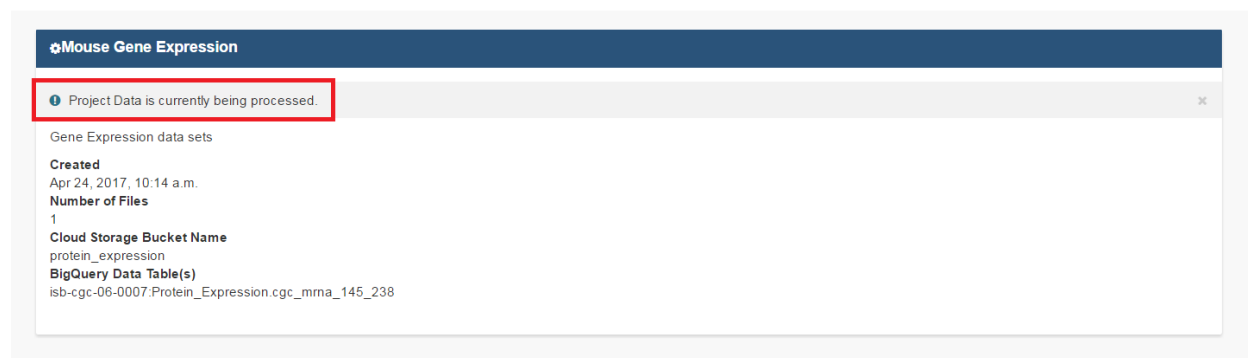 Mouse Gene Expression
Project Data is currently being processed.
Gene Expression data sets
Created
Apr 24, 2017, 10:14 a.m.
Number of Files
1
Cloud Storage Bucket Name
protein_expression
BigQuery Data Table(s)
isb-cgc-06-0007:Protein_Expression.cgc_mrna_145_238